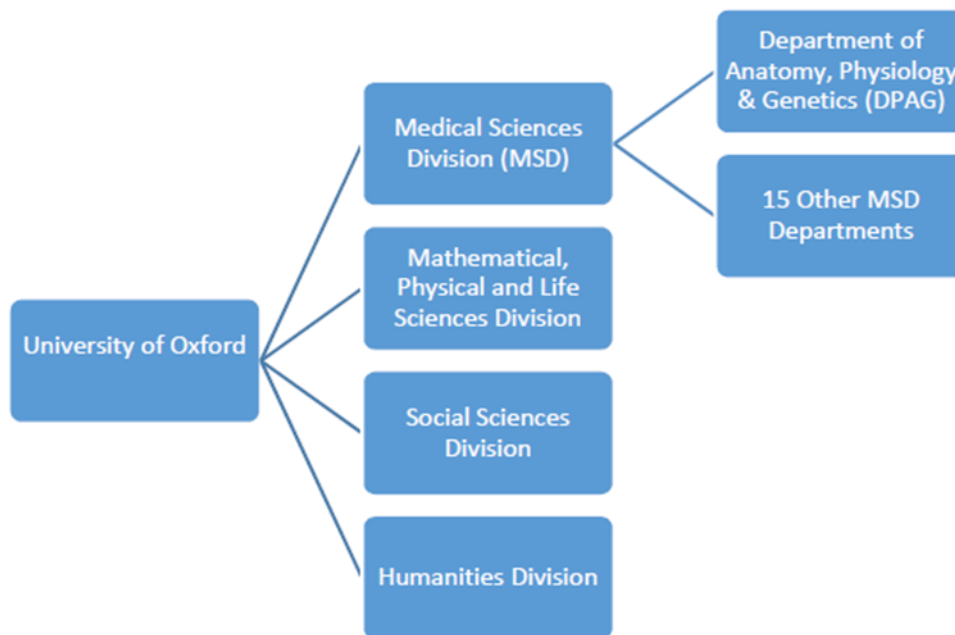 University of Oxford
Medical Sciences
Division (MSD)
Mathematical,
Physical and Life
Sciences Division
Social Sciences
Division
Humanities Division
Department of
Anatomy, Physiology
& Genetics (DPAG)
15 Other MSD
Departments